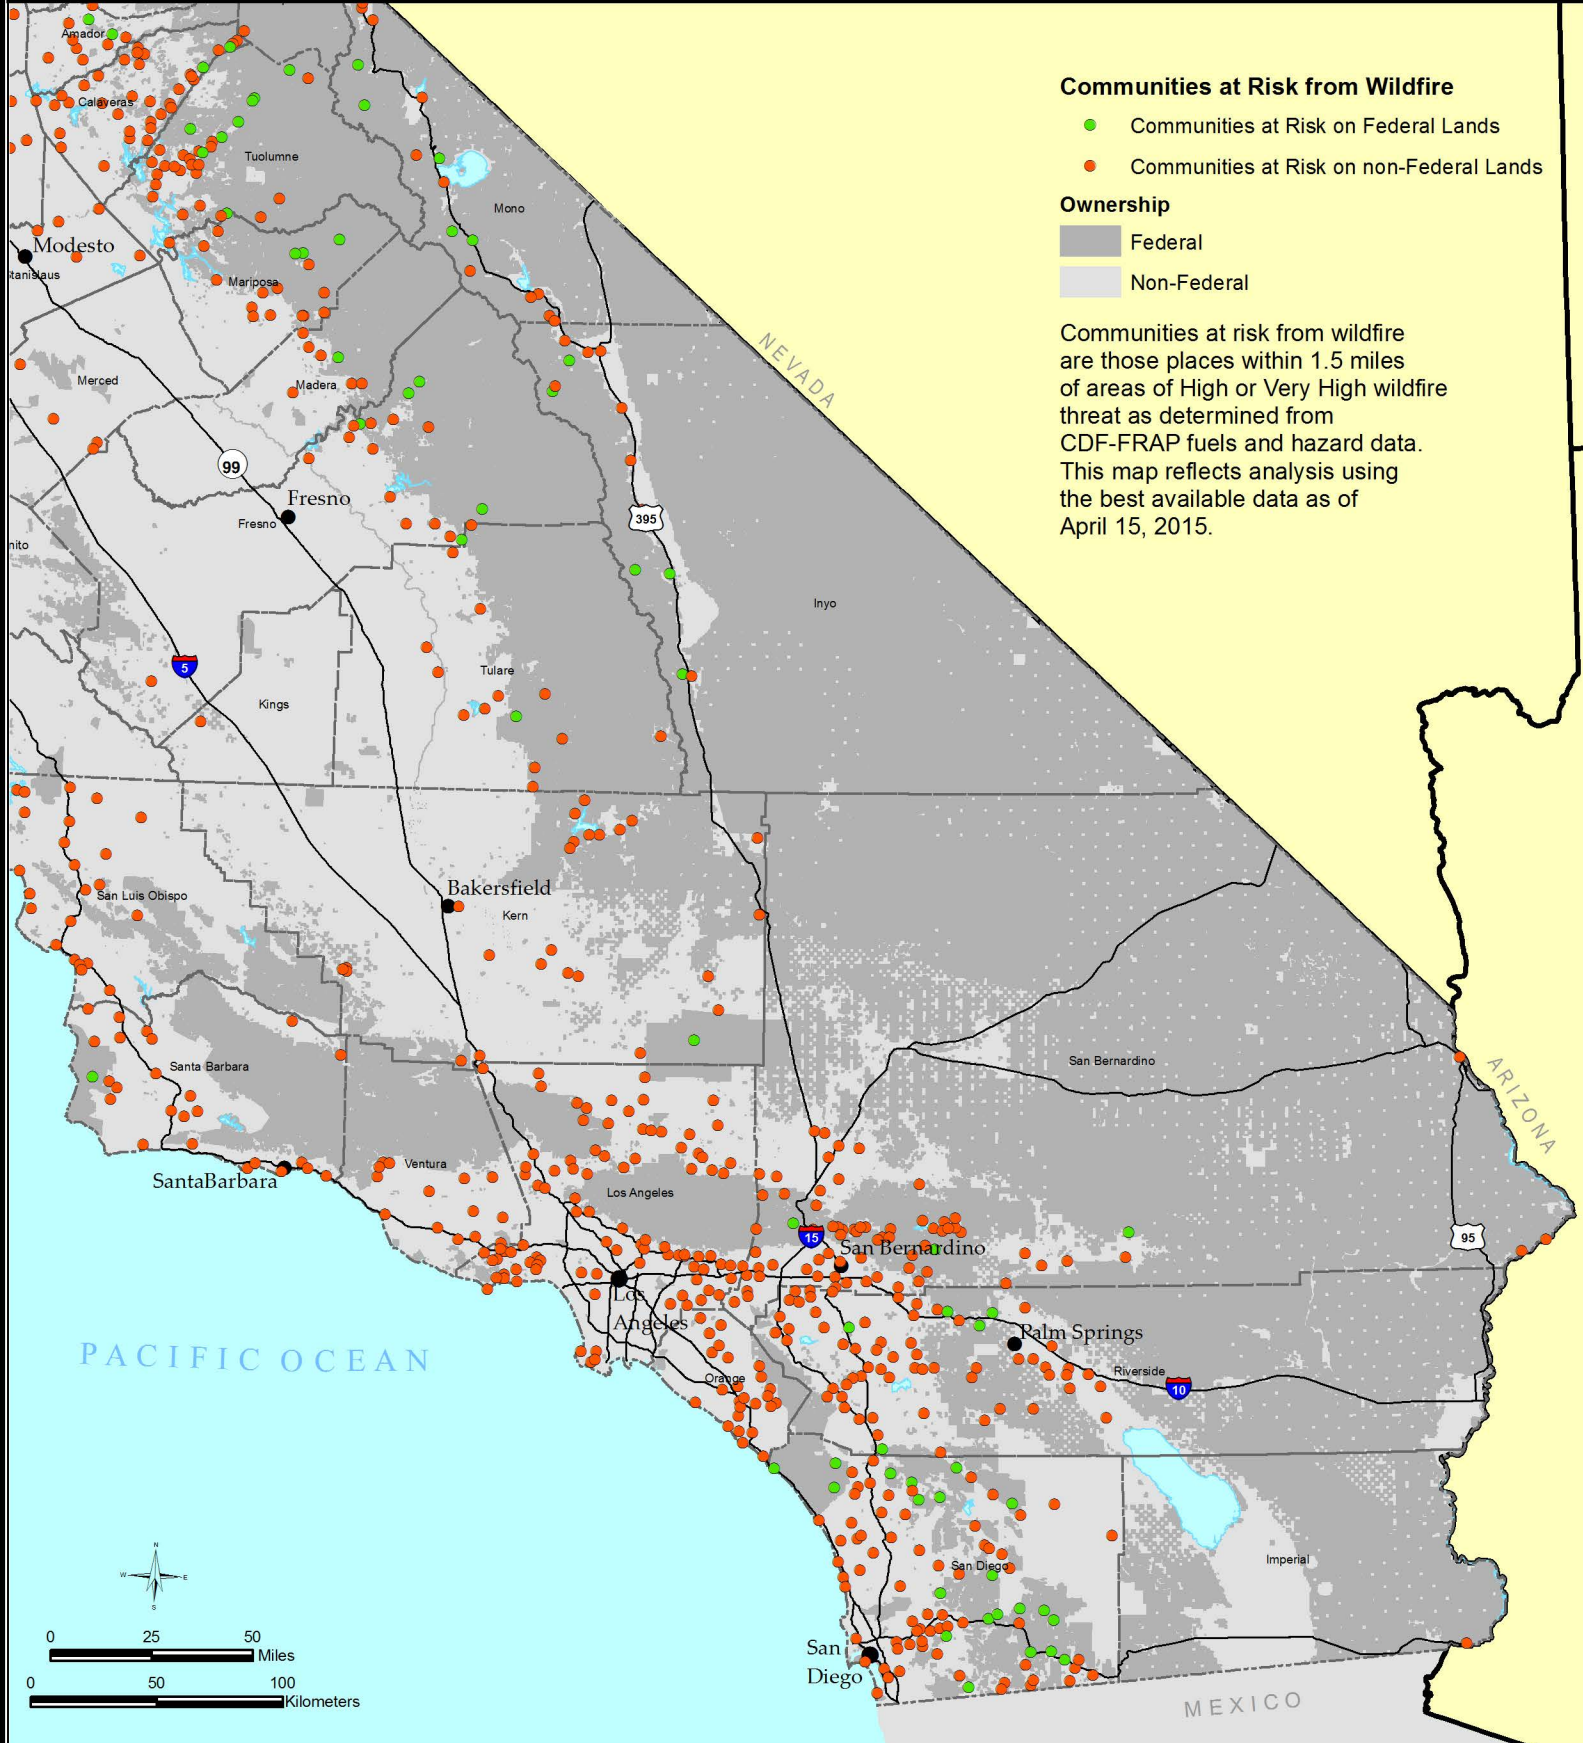 Communities at Risk from Wildfire
Communities at Risk on Federal Lands
Communities at Risk on non-Federal Lands
Ownership
Federal
Non-Federal
Communities at risk from wildfire
are those places within 1.5 miles
of areas of High or Very High wildfire
threat as determined from
CDF-FRAP fuels and hazard data.
This map reflects analysis using
the best available data as of
April 15, 2015.
Amador
Calaveras
Tuolumne
Mono
Modesto
tanislaus
Mariposa
NEVADA
Merced
Madera
99
Fresno
Fresno
395
nito
Inyo
5
Tulare
Kings
Bakersfield
San Luis Obispo
Kern
San Bernardino
ARIZONA
Santa Barbara
Ventura
SantaBarbara
Los Angeles
15
San Bernardino
95
Los
Angeles
Palm Springs
PACIFIC OCEAN
Riverside
Orange
10
N
W
E
S
San Diego
Imperial
0 25 50
Miles
San
Diego
0 50 100
Kilometers
MEXICO